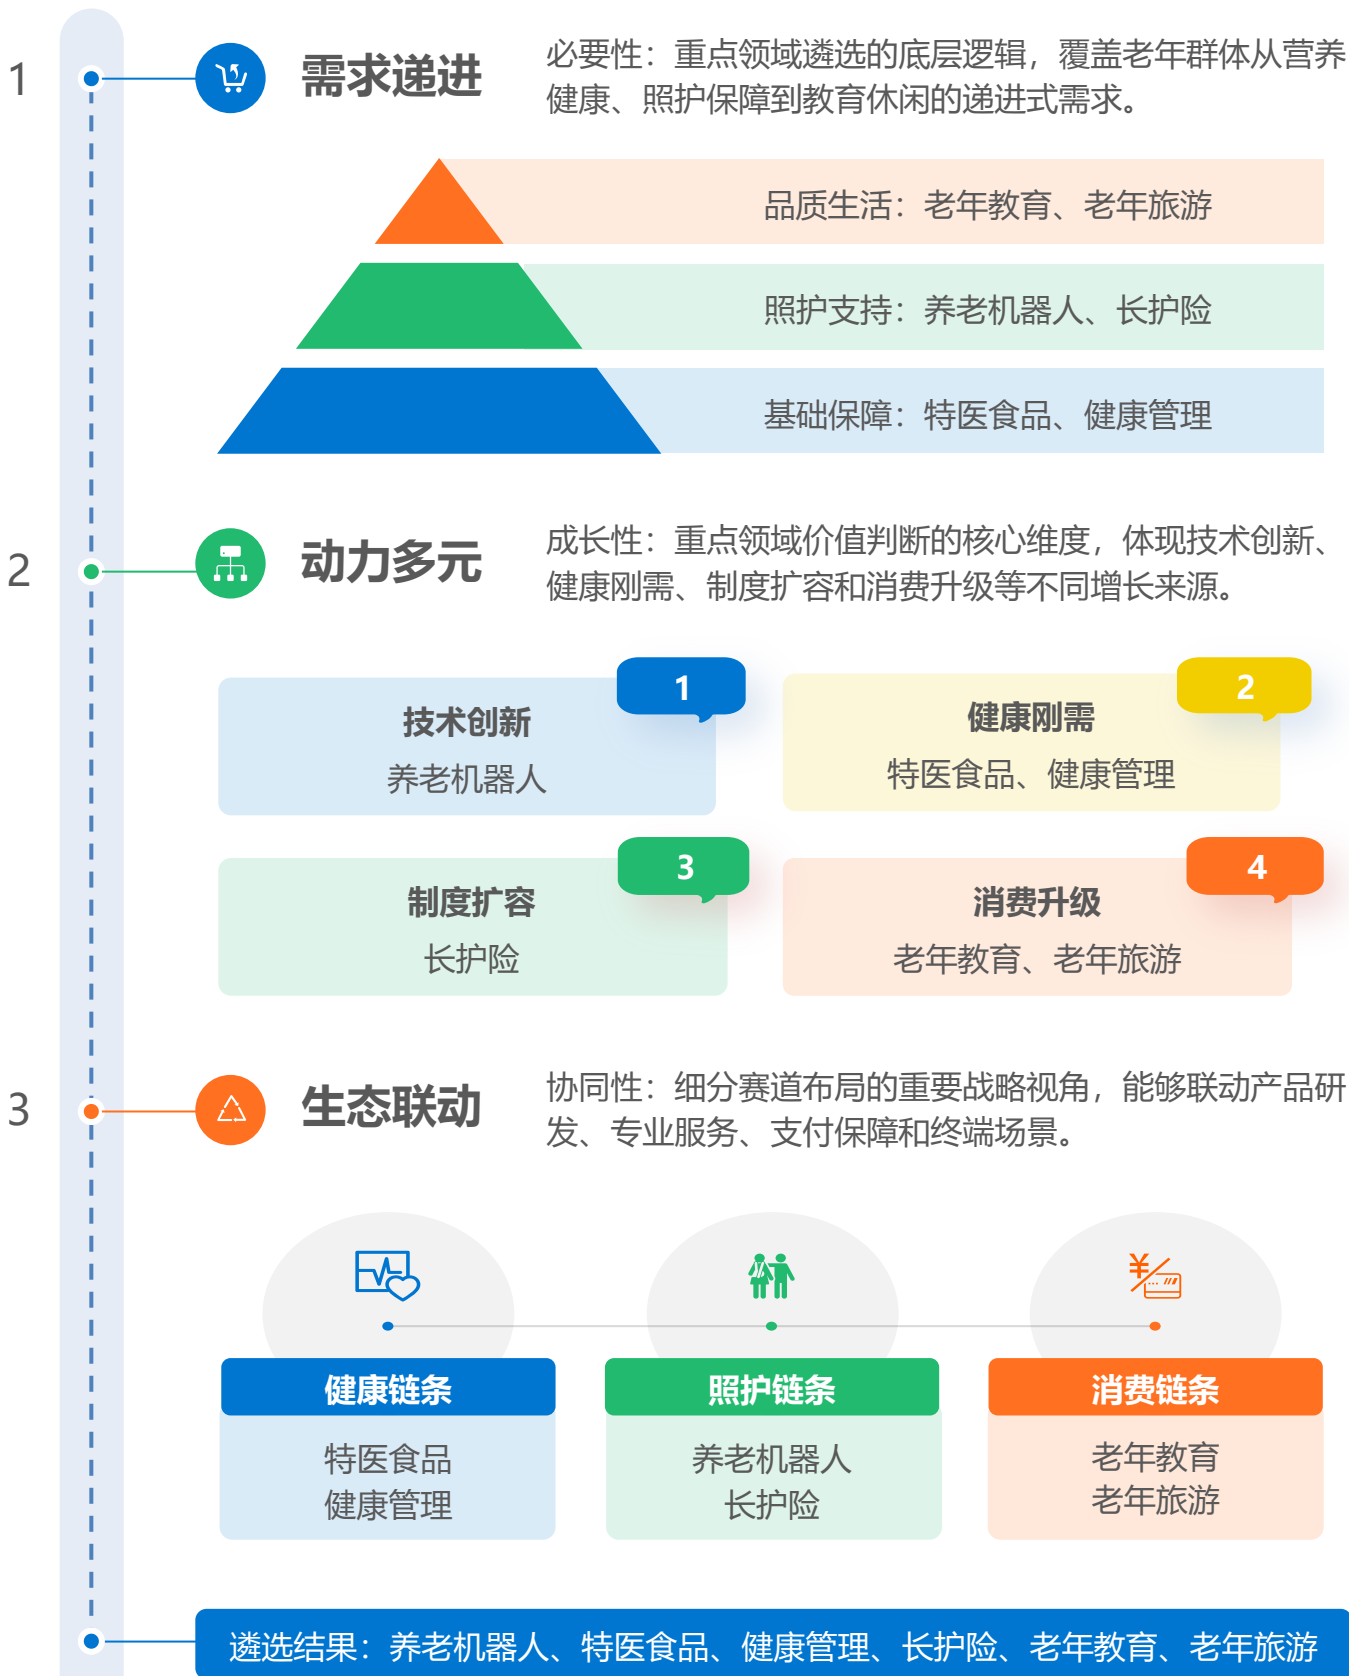 1
需求递进
必要性：重点领域遴选的底层逻辑，覆盖老年群体从营养
健康、照护保障到教育休闲的递进式需求。
品质生活：老年教育、老年旅游
照护支持：养老机器人、长护险
基础保障：特医食品、健康管理
2
动力多元
成长性：重点领域价值判断的核心维度，体现技术创新、
健康刚需、制度扩容和消费升级等不同增长来源。
1
技术创新
养老机器人
2
健康刚需
特医食品、健康管理
3
制度扩容
长护险
4
消费升级
老年教育、老年旅游
3
生态联动
协同性：细分赛道布局的重要战略视角，能够联动产品研
发、专业服务、支付保障和终端场景。
¥
健康链条
特医食品
健康管理
照护链条
养老机器人
长护险
消费链条
老年教育
老年旅游
遴选结果：养老机器人、特医食品、健康管理、长护险、老年教育、老年旅游